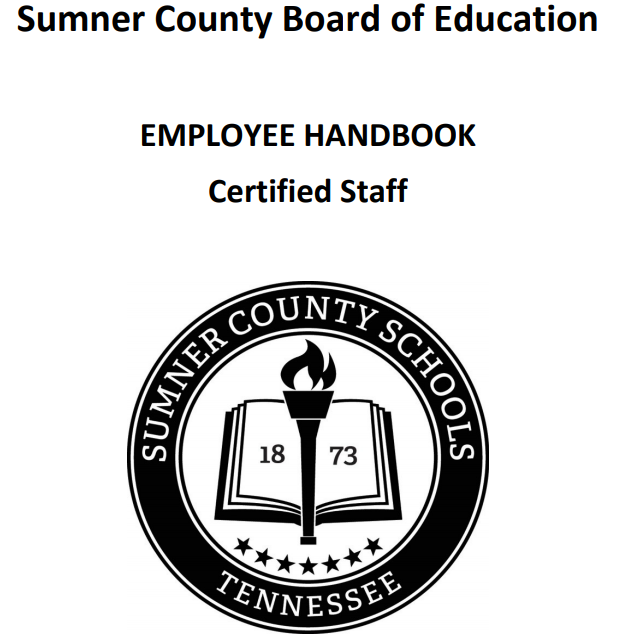 Sumner County Board of Education
EMPLOYEE HANDBOOK
Certified Staff
SUMNER COUNTY SCHOOLS
18 73
TENNESSEE